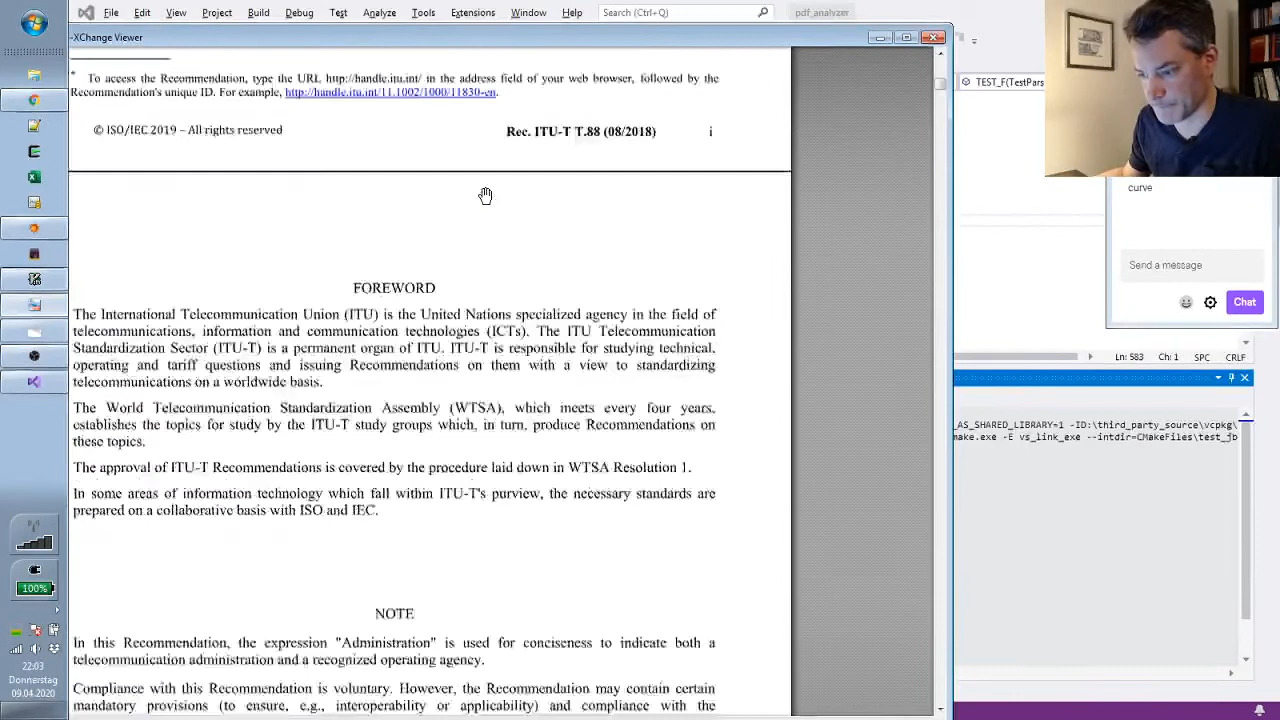 File Edit View Project Build Debug Test Analyze Tools Extensions Window Help Search (Ctrl+Q) pdf_analyzer
-XChange Viewer
* To access the Recommendation, type the URL http://handle.itu.int/ in the address field of your web browser, followed by the
Recommendation's unique ID. For example, http://handle.itu.int/11.1002/1000/11830-en.
© ISO/IEC 2019 – All rights reserved Rec. ITU-T T.88 (08/2018) i
FOREWORD
The International Telecommunication Union (ITU) is the United Nations specialized agency in the field of
telecommunications, information and communication technologies (ICTs). The ITU Telecommunication
Standardization Sector (ITU-T) is a permanent organ of ITU. ITU-T is responsible for studying technical,
operating and tariff questions and issuing Recommendations on them with a view to standardizing
telecommunications on a worldwide basis.
The World Telecommunication Standardization Assembly (WTSA), which meets every four years,
establishes the topics for study by the ITU-T study groups which, in turn, produce Recommendations on
these topics.
The approval of ITU-T Recommendations is covered by the procedure laid down in WTSA Resolution 1.
In some areas of information technology which fall within ITU-T's purview, the necessary standards are
prepared on a collaborative basis with ISO and IEC.
NOTE
In this Recommendation, the expression "Administration" is used for conciseness to indicate both a
telecommunication administration and a recognized operating agency.
Compliance with this Recommendation is voluntary. However, the Recommendation may contain certain
mandatory provisions (to ensure, e.g., interoperability or applicability) and compliance with the
TEST_F(TestPars
curve
Send a message
Chat
Ln: 583 Ch: 1 SPC CRLF
_AS_SHARED_LIBRARY=1 -ID:\third_party_source\vcpkg\
make.exe -E vs_link_exe --intdir=CMakeFiles\test_jb
100%
22:03
Donnerstag
09.04.2020